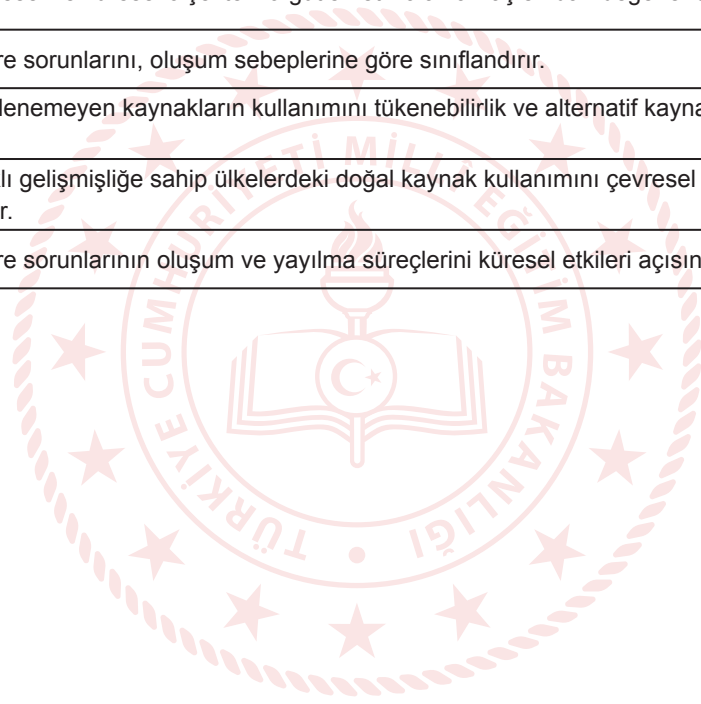 re sorunlarını, oluşum sebeplerine göre sınıflandırır.
lenemeyen kaynakların kullanımını tükenebilirlik ve alternatif kayna
lı gelişmişliğe sahip ülkelerdeki doğal kaynak kullanımını çevresel
r.
re sorunlarının oluşum ve yayılma süreçlerini küresel etkileri açısın
TÜRKİYE CUMHURİYETİ MİLLÎ EĞİTİM BAKANLIĞI